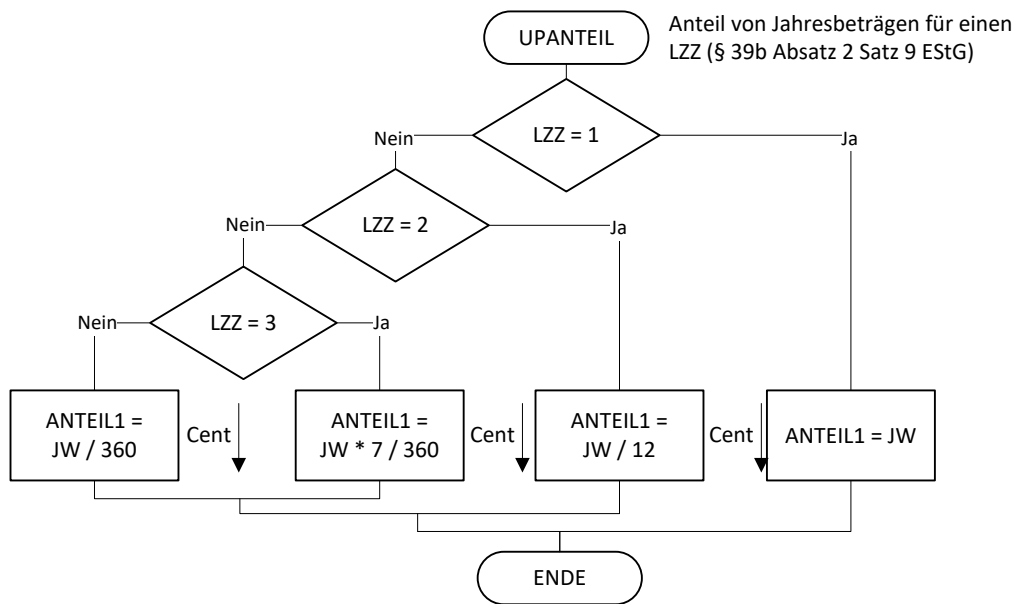 UPANTEIL
Anteil von Jahresbeträgen für einen
LZZ (§ 39b Absatz 2 Satz 9 EStG)
LZZ = 1
Nein
Ja
LZZ = 2
Nein
Ja
LZZ = 3
Nein
Ja
ANTEIL1 =
JW / 360
Cent
ANTEIL1 =
JW * 7 / 360
Cent
ANTEIL1 =
JW / 12
Cent
ANTEIL1 = JW
ENDE